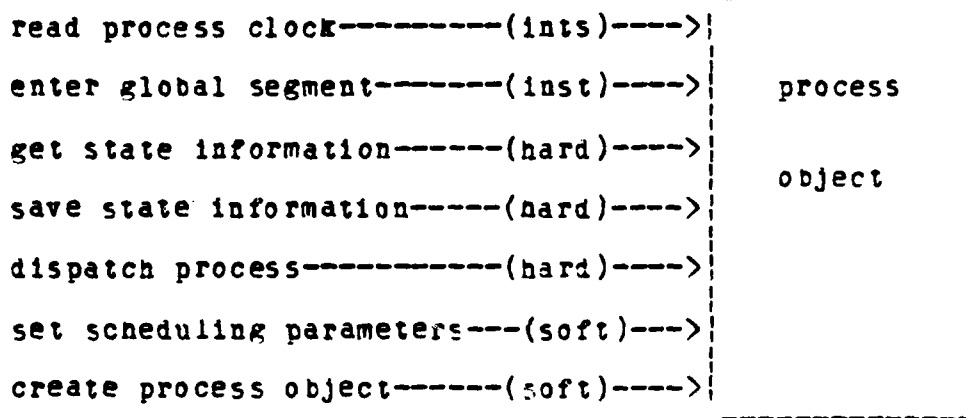 read process clock----------(ints)---->|
enter global segment--------(inst)---->| process
get state information------(hard)---->|
object
save state information-----(hard)---->|
dispatch process------------(hard)---->|
set scheduling parameters---(soft)--->|
create process object------(soft)---->|